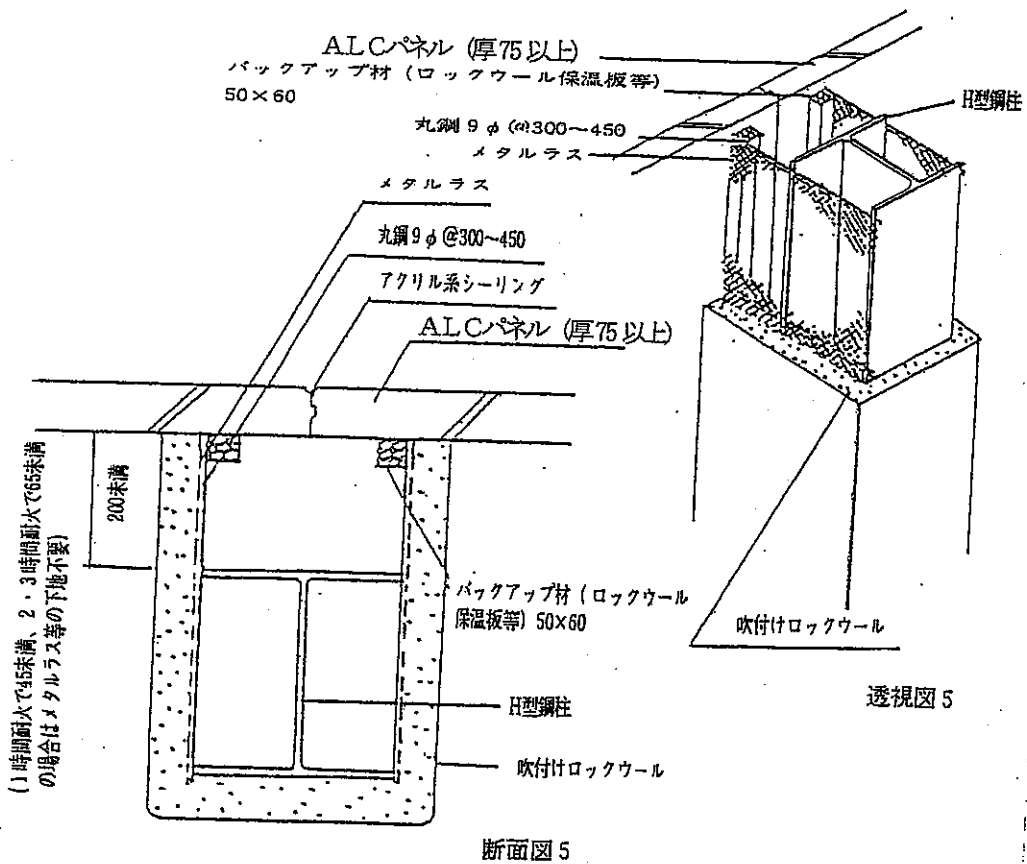 ALCパネル (厚75以上)
バックアップ材 (ロックウール保温板等)
50×60
H型鋼柱
丸鋼9φ@300~450
メタルラス
メタルラス
丸鋼9φ@300~450
アクリル系シーリング
ALCパネル (厚75以上)
200未満
(1時間耐火で45未満、2・3時間耐火で65未満
の場合はメタルラス等の下地不要)
バックアップ材 (ロックウール
保温板等) 50×60
吹付けロックウール
透視図5
H型鋼柱
吹付けロックウール
断面図5